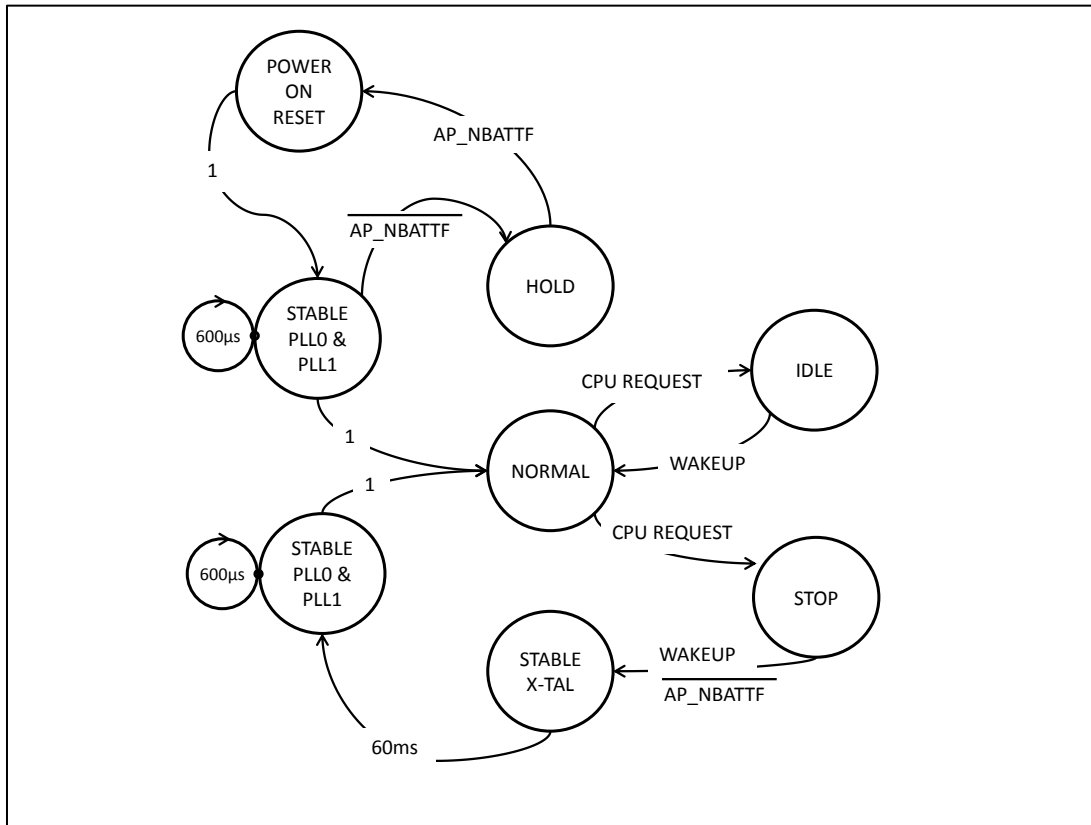 POWER
ON
RESET
AP_NBATTF
1
AP_NBATTF
HOLD
STABLE
PLL0 &
PLL1
600µs
IDLE
CPU REQUEST
1
NORMAL
WAKEUP
1
CPU REQUEST
STABLE
PLL0 &
PLL1
600µs
STOP
STABLE
X-TAL
WAKEUP
AP_NBATTF
60ms